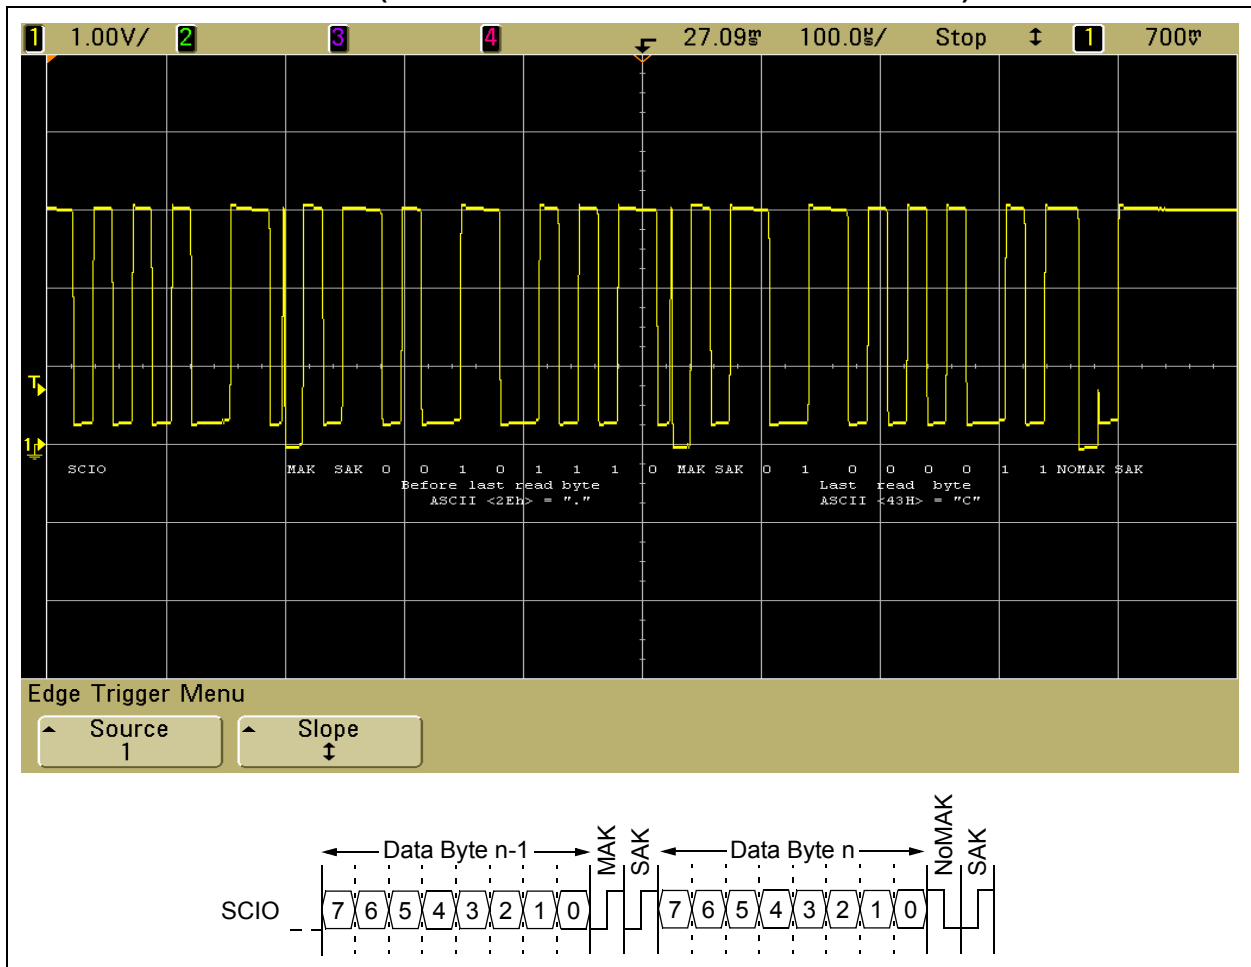 1 1.00V/ 2 3 4 27.09ms 100.0µs/ Stop 1 700mV
T
1
SCIO MAK SAK 0 0 1 0 1 1 1 0 MAK SAK 0 1 0 0 0 0 1 1 NOMAK SAK
Before last read byte Last read byte
ASCII <2Eh> = "." ASCII <43H> = "C"
Edge Trigger Menu
Source Slope
1
Data Byte n-1 MAK SAK Data Byte n NoMAK SAK
SCIO 7 6 5 4 3 2 1 0 7 6 5 4 3 2 1 0